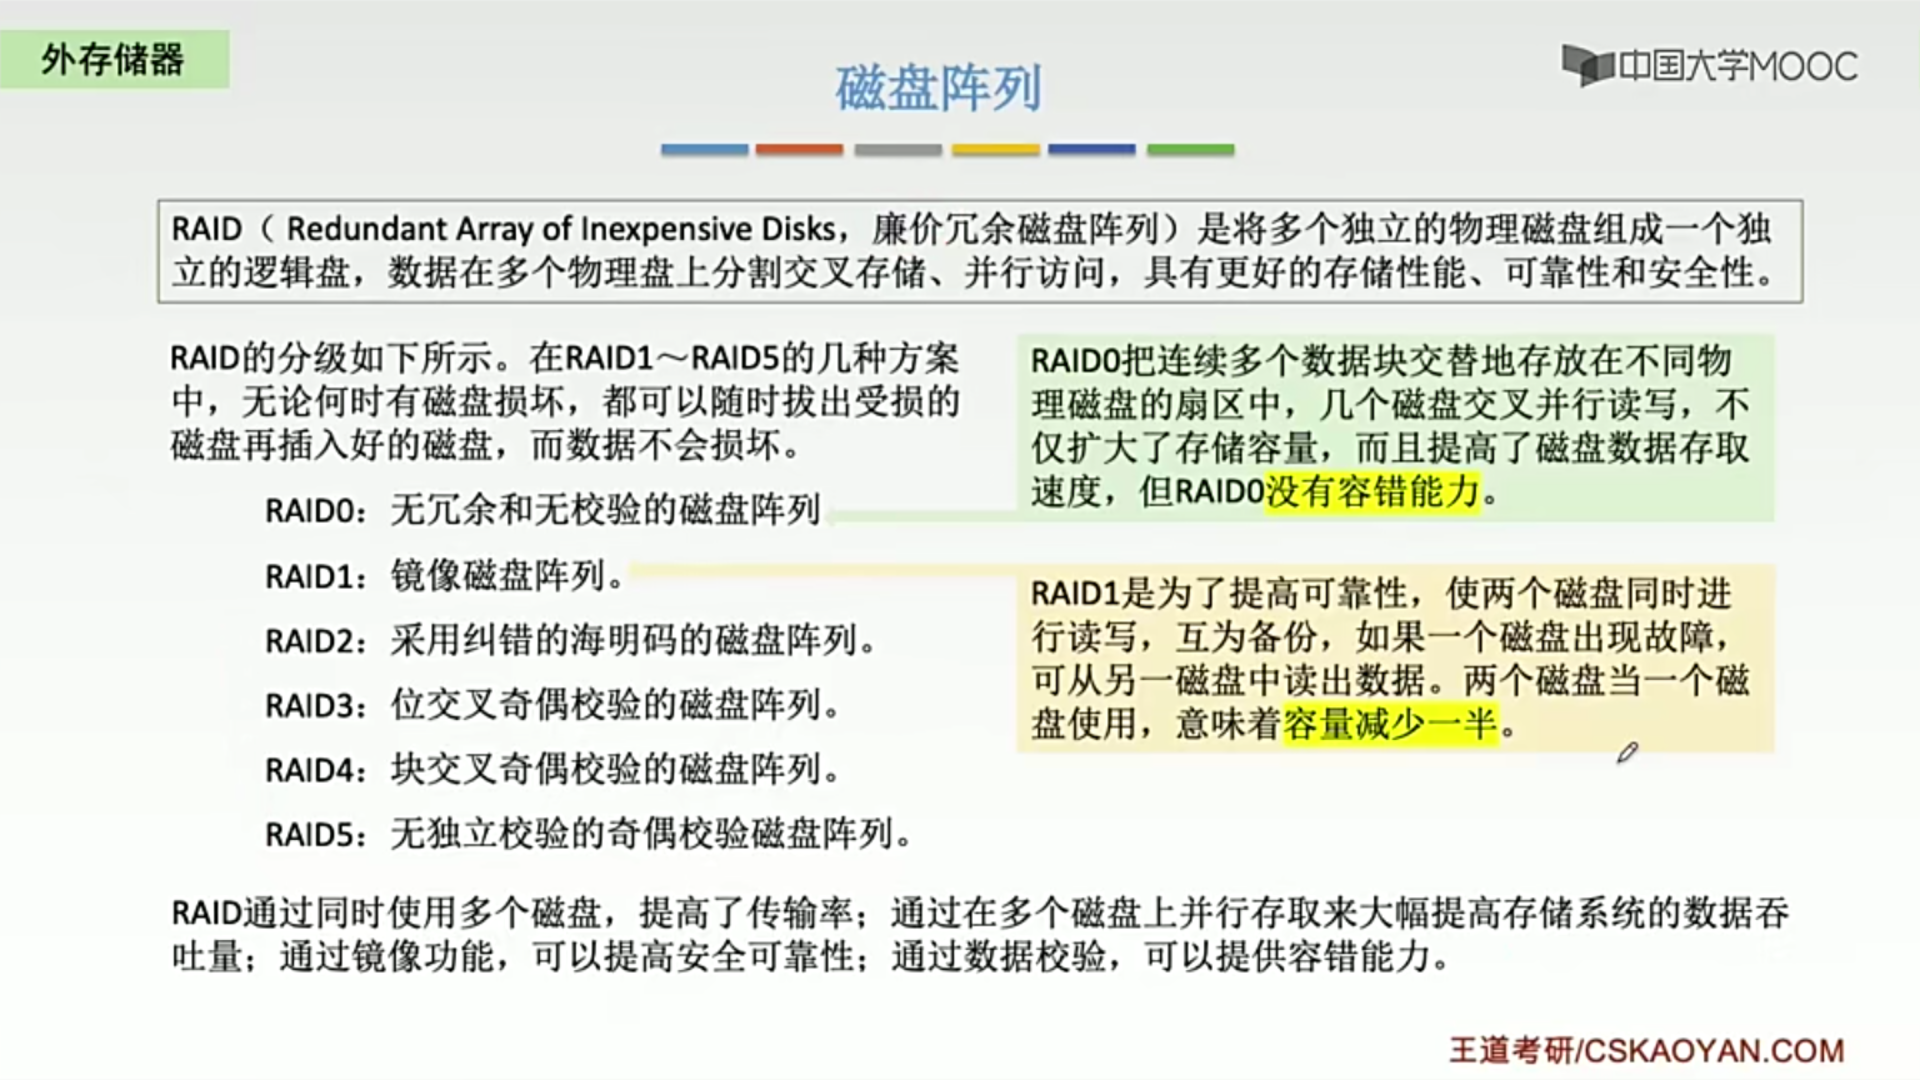 外存储器
中国大学MOOC
磁盘阵列
RAID（ Redundant Array of Inexpensive Disks，廉价冗余磁盘阵列）是将多个独立的物理磁盘组成一个独
立的逻辑盘，数据在多个物理盘上分割交叉存储、并行访问，具有更好的存储性能、可靠性和安全性。
RAID的分级如下所示。在RAID1～RAID5的几种方案
中，无论何时有磁盘损坏，都可以随时拔出受损的
磁盘再插入好的磁盘，而数据不会损坏。
RAID0：无冗余和无校验的磁盘阵列
RAID1：镜像磁盘阵列。
RAID2：采用纠错的海明码的磁盘阵列。
RAID3：位交叉奇偶校验的磁盘阵列。
RAID4：块交叉奇偶校验的磁盘阵列。
RAID5：无独立校验的奇偶校验磁盘阵列。
RAID0把连续多个数据块交替地存放在不同物
理磁盘的扇区中，几个磁盘交叉并行读写，不
仅扩大了存储容量，而且提高了磁盘数据存取
速度，但RAID0没有容错能力。
RAID1是为了提高可靠性，使两个磁盘同时进
行读写，互为备份，如果一个磁盘出现故障，
可从另一磁盘中读出数据。两个磁盘当一个磁
盘使用，意味着容量减少一半。
RAID通过同时使用多个磁盘，提高了传输率；通过在多个磁盘上并行存取来大幅提高存储系统的数据吞
吐量；通过镜像功能，可以提高安全可靠性；通过数据校验，可以提供容错能力。
王道考研/CSKAOYAN.COM